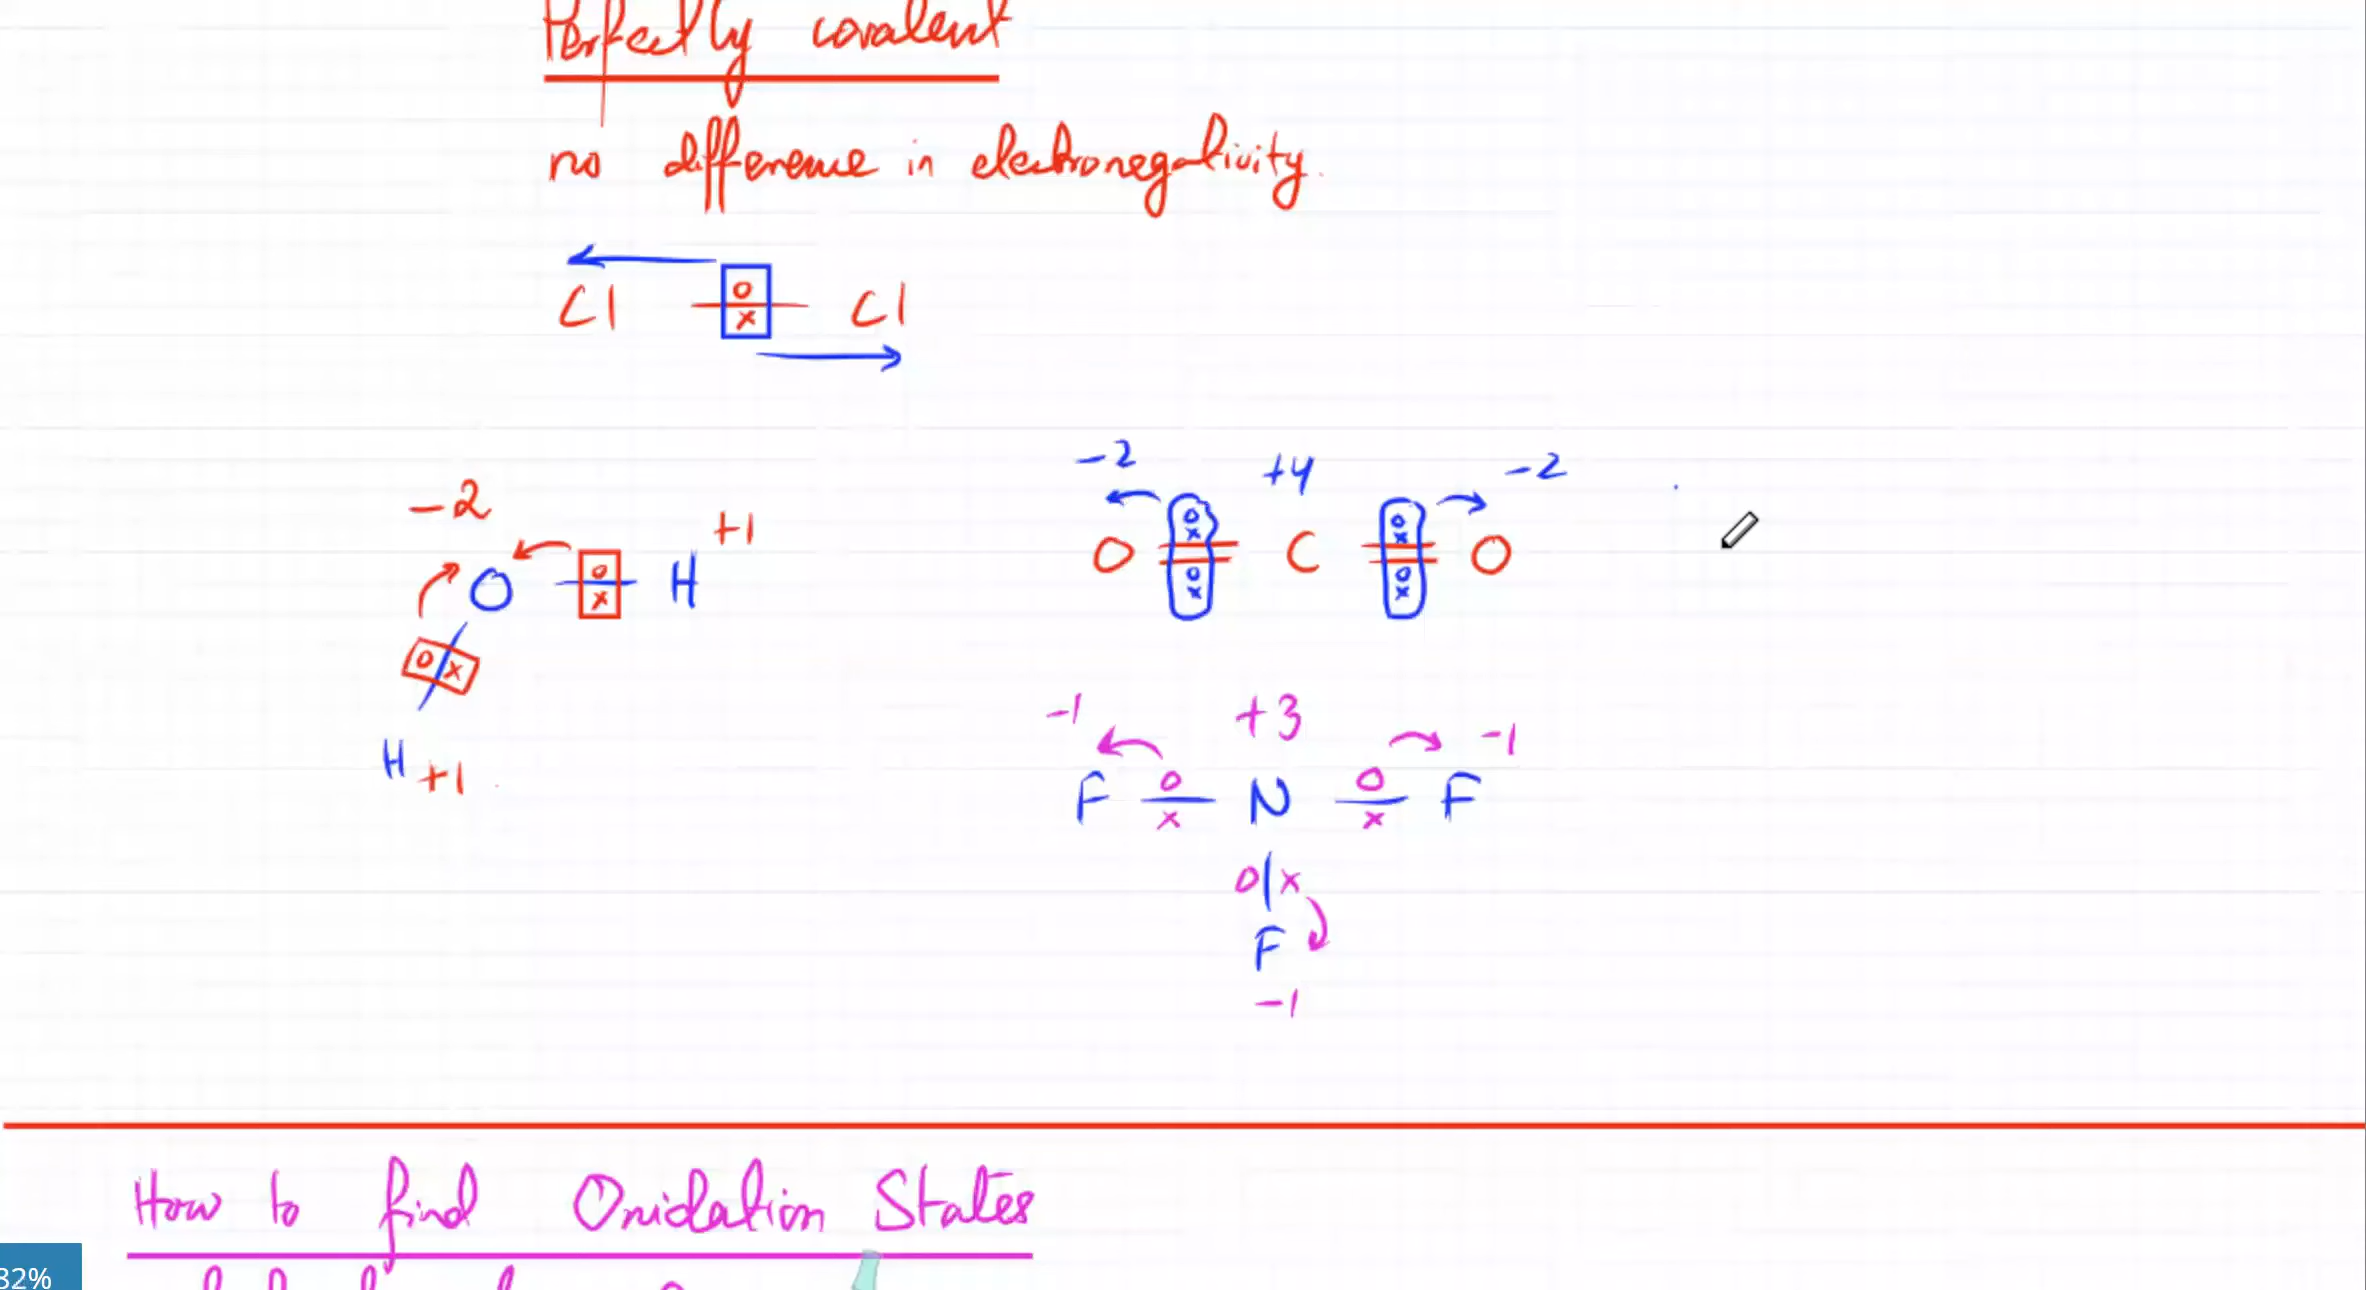 Perfectly covalent
no difference in electronegativity.
Cl o x Cl
-2 +4 -2
O o x o x C o x o x O
-2 +1
O o x H
o x
H +1
-1 +3 -1
F o x N o x F
o x
F
-1
How to find Oxidation States
32%